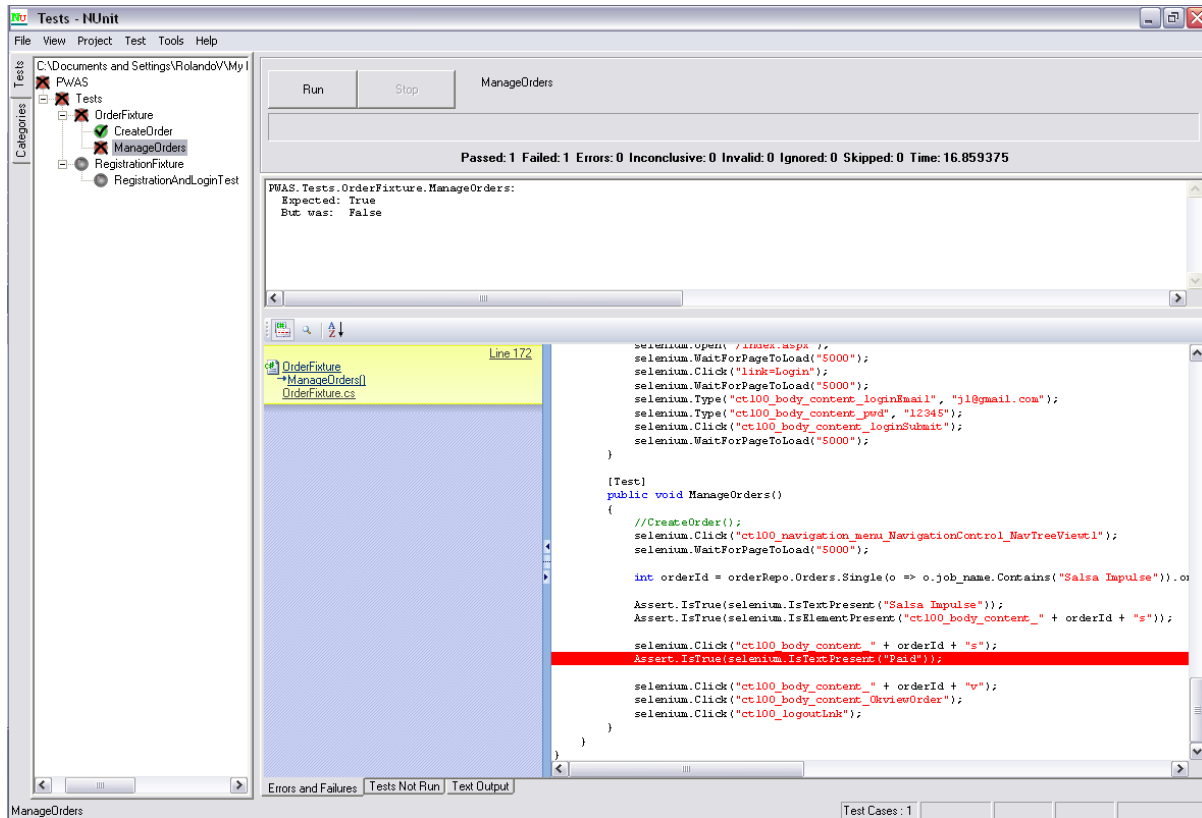 Tests - NUnit
File View Project Test Tools Help
Tests
Categories
C:\Documents and Settings\RolandoV\My
PWAS
Tests
OrderFixture
CreateOrder
ManageOrders
RegistrationFixture
RegistrationAndLoginTest
Run
Stop
ManageOrders
Passed: 1 Failed: 1 Errors: 0 Inconclusive: 0 Invalid: 0 Ignored: 0 Skipped: 0 Time: 16.859375
PWAS.Tests.OrderFixture.ManageOrders:
Expected: True
But was: False
Line 172
OrderFixture
→ManageOrders()
OrderFixture.cs
selenium.Open("/index.aspx");
selenium.WaitForPageToLoad("5000");
selenium.Click("link=Login");
selenium.WaitForPageToLoad("5000");
selenium.Type("ctl00_body_content_loginEmail", "jl@gmail.com");
selenium.Type("ctl00_body_content_pwd", "12345");
selenium.Click("ctl00_body_content_loginSubmit");
selenium.WaitForPageToLoad("5000");
}
[Test]
public void ManageOrders()
{
//CreateOrder();
selenium.Click("ctl00_navigation_menu_NavigationControl_NavTreeViewt1");
selenium.WaitForPageToLoad("5000");
int orderId = orderRepo.Orders.Single(o => o.job_name.Contains("Salsa Impulse")).or
Assert.IsTrue(selenium.IsTextPresent("Salsa Impulse"));
Assert.IsTrue(selenium.IsElementPresent("ctl00_body_content_" + orderId + "s"));
selenium.Click("ctl00_body_content_" + orderId + "s");
Assert.IsTrue(selenium.IsTextPresent("Paid"));
selenium.Click("ctl00_body_content_" + orderId + "v");
selenium.Click("ctl00_body_content_OkviewOrder");
selenium.Click("ctl00_logoutLnk");
}
}
}
Errors and Failures Tests Not Run Text Output
ManageOrders
Test Cases : 1